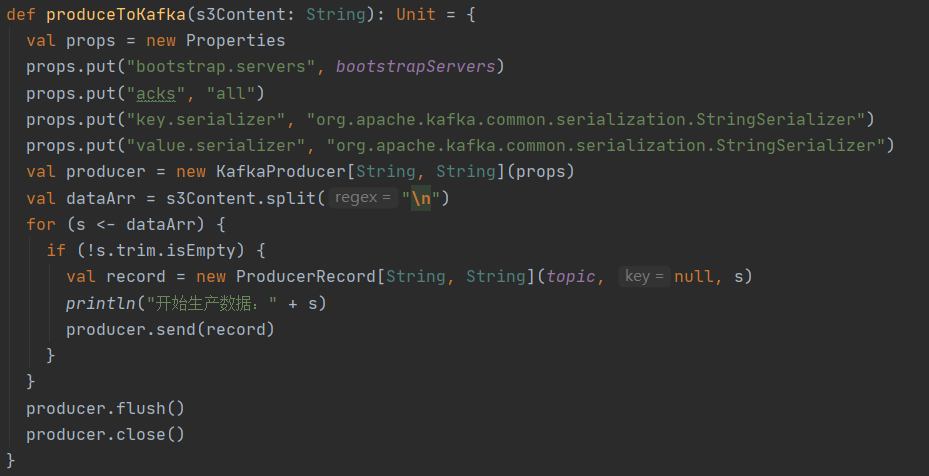 def produceToKafka(s3Content: String): Unit = {
  val props = new Properties
  props.put("bootstrap.servers", bootstrapServers)
  props.put("acks", "all")
  props.put("key.serializer", "org.apache.kafka.common.serialization.StringSerializer")
  props.put("value.serializer", "org.apache.kafka.common.serialization.StringSerializer")
  val producer = new KafkaProducer[String, String](props)
  val dataArr = s3Content.split( regex = "\n")
  for (s <- dataArr) {
    if (!s.trim.isEmpty) {
      val record = new ProducerRecord[String, String](topic, key = null, s)
      println("开始生产数据：" + s)
      producer.send(record)
    }
  }
  producer.flush()
  producer.close()
}